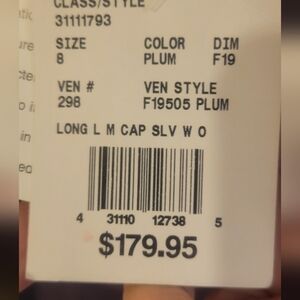 CLASS/STYLE
31111793
SIZE COLOR DIM
8 PLUM F19
VEN # VEN STYLE
298 F19505 PLUM
LONG L M CAP SLV W O
4 31110 12738 5
$179.95